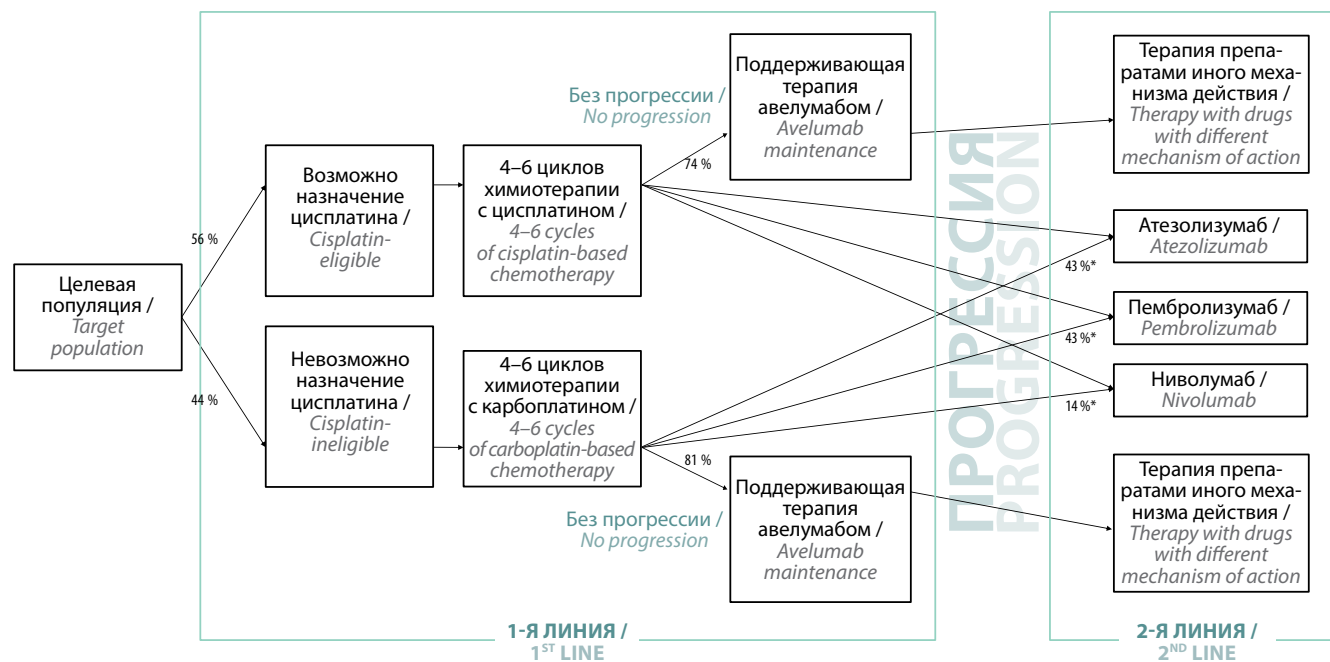 Целевая
популяция /
Target
population
56 %
44 %
Возможно
назначение
цисплатина /
Cisplatin-
eligible
Невозможно
назначение
цисплатина /
Cisplatin-
ineligible
4–6 циклов
химиотерапии
с цисплатином /
4–6 cycles
of cisplatin-based
chemotherapy
4–6 циклов
химиотерапии
с карбоплатином /
4–6 cycles
of carboplatin-based
chemotherapy
Без прогрессии /
No progression
74 %
Поддерживающая
терапия
авелумабом /
Avelumab
maintenance
81 %
Без прогрессии /
No progression
Поддерживающая
терапия
авелумабом /
Avelumab
maintenance
1-Я ЛИНИЯ /
1ST LINE
ПРОГРЕССИЯ
PROGRESSION
Терапия препа-
ратами иного меха-
низма действия /
Therapy with drugs
with different
mechanism of action
43 %*
Атезолизумаб /
Atezolizumab
43 %*
Пембролизумаб /
Pembrolizumab
14 %*
Ниволумаб /
Nivolumab
Терапия препа-
ратами иного меха-
низма действия /
Therapy with drugs
with different
mechanism of action
2-Я ЛИНИЯ /
2ND LINE